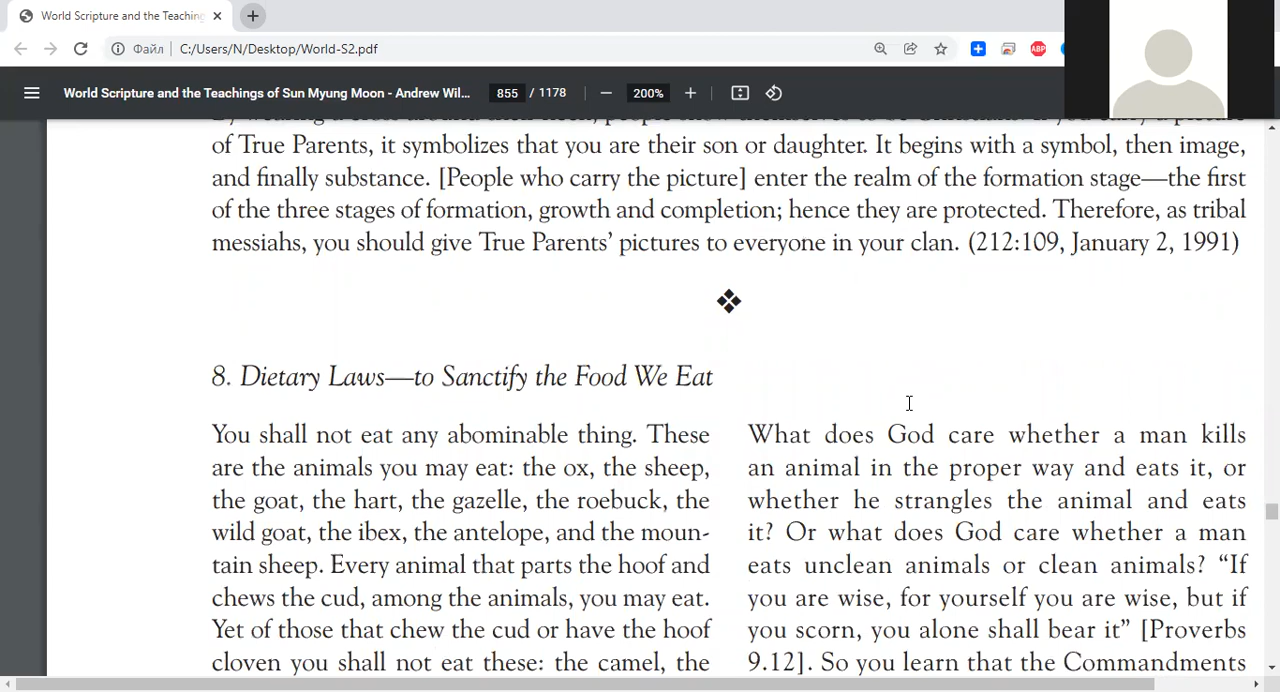 World Scripture and the Teachin
Файл C:/Users/N/Desktop/World-S2.pdf
ABP
World Scripture and the Teachings of Sun Myung Moon - Andrew Wil... 855 / 1178 200%
of True Parents, it symbolizes that you are their son or daughter. It begins with a symbol, then image,
and finally substance. [People who carry the picture] enter the realm of the formation stage—the first
of the three stages of formation, growth and completion; hence they are protected. Therefore, as tribal
messiahs, you should give True Parents’ pictures to everyone in your clan. (212:109, January 2, 1991)
8. Dietary Laws—to Sanctify the Food We Eat
You shall not eat any abominable thing. These
are the animals you may eat: the ox, the sheep,
the goat, the hart, the gazelle, the roebuck, the
wild goat, the ibex, the antelope, and the moun-
tain sheep. Every animal that parts the hoof and
chews the cud, among the animals, you may eat.
Yet of those that chew the cud or have the hoof
cloven you shall not eat these: the camel, the
What does God care whether a man kills
an animal in the proper way and eats it, or
whether he strangles the animal and eats
it? Or what does God care whether a man
eats unclean animals or clean animals? “If
you are wise, for yourself you are wise, but if
you scorn, you alone shall bear it” [Proverbs
9.12]. So you learn that the Commandments